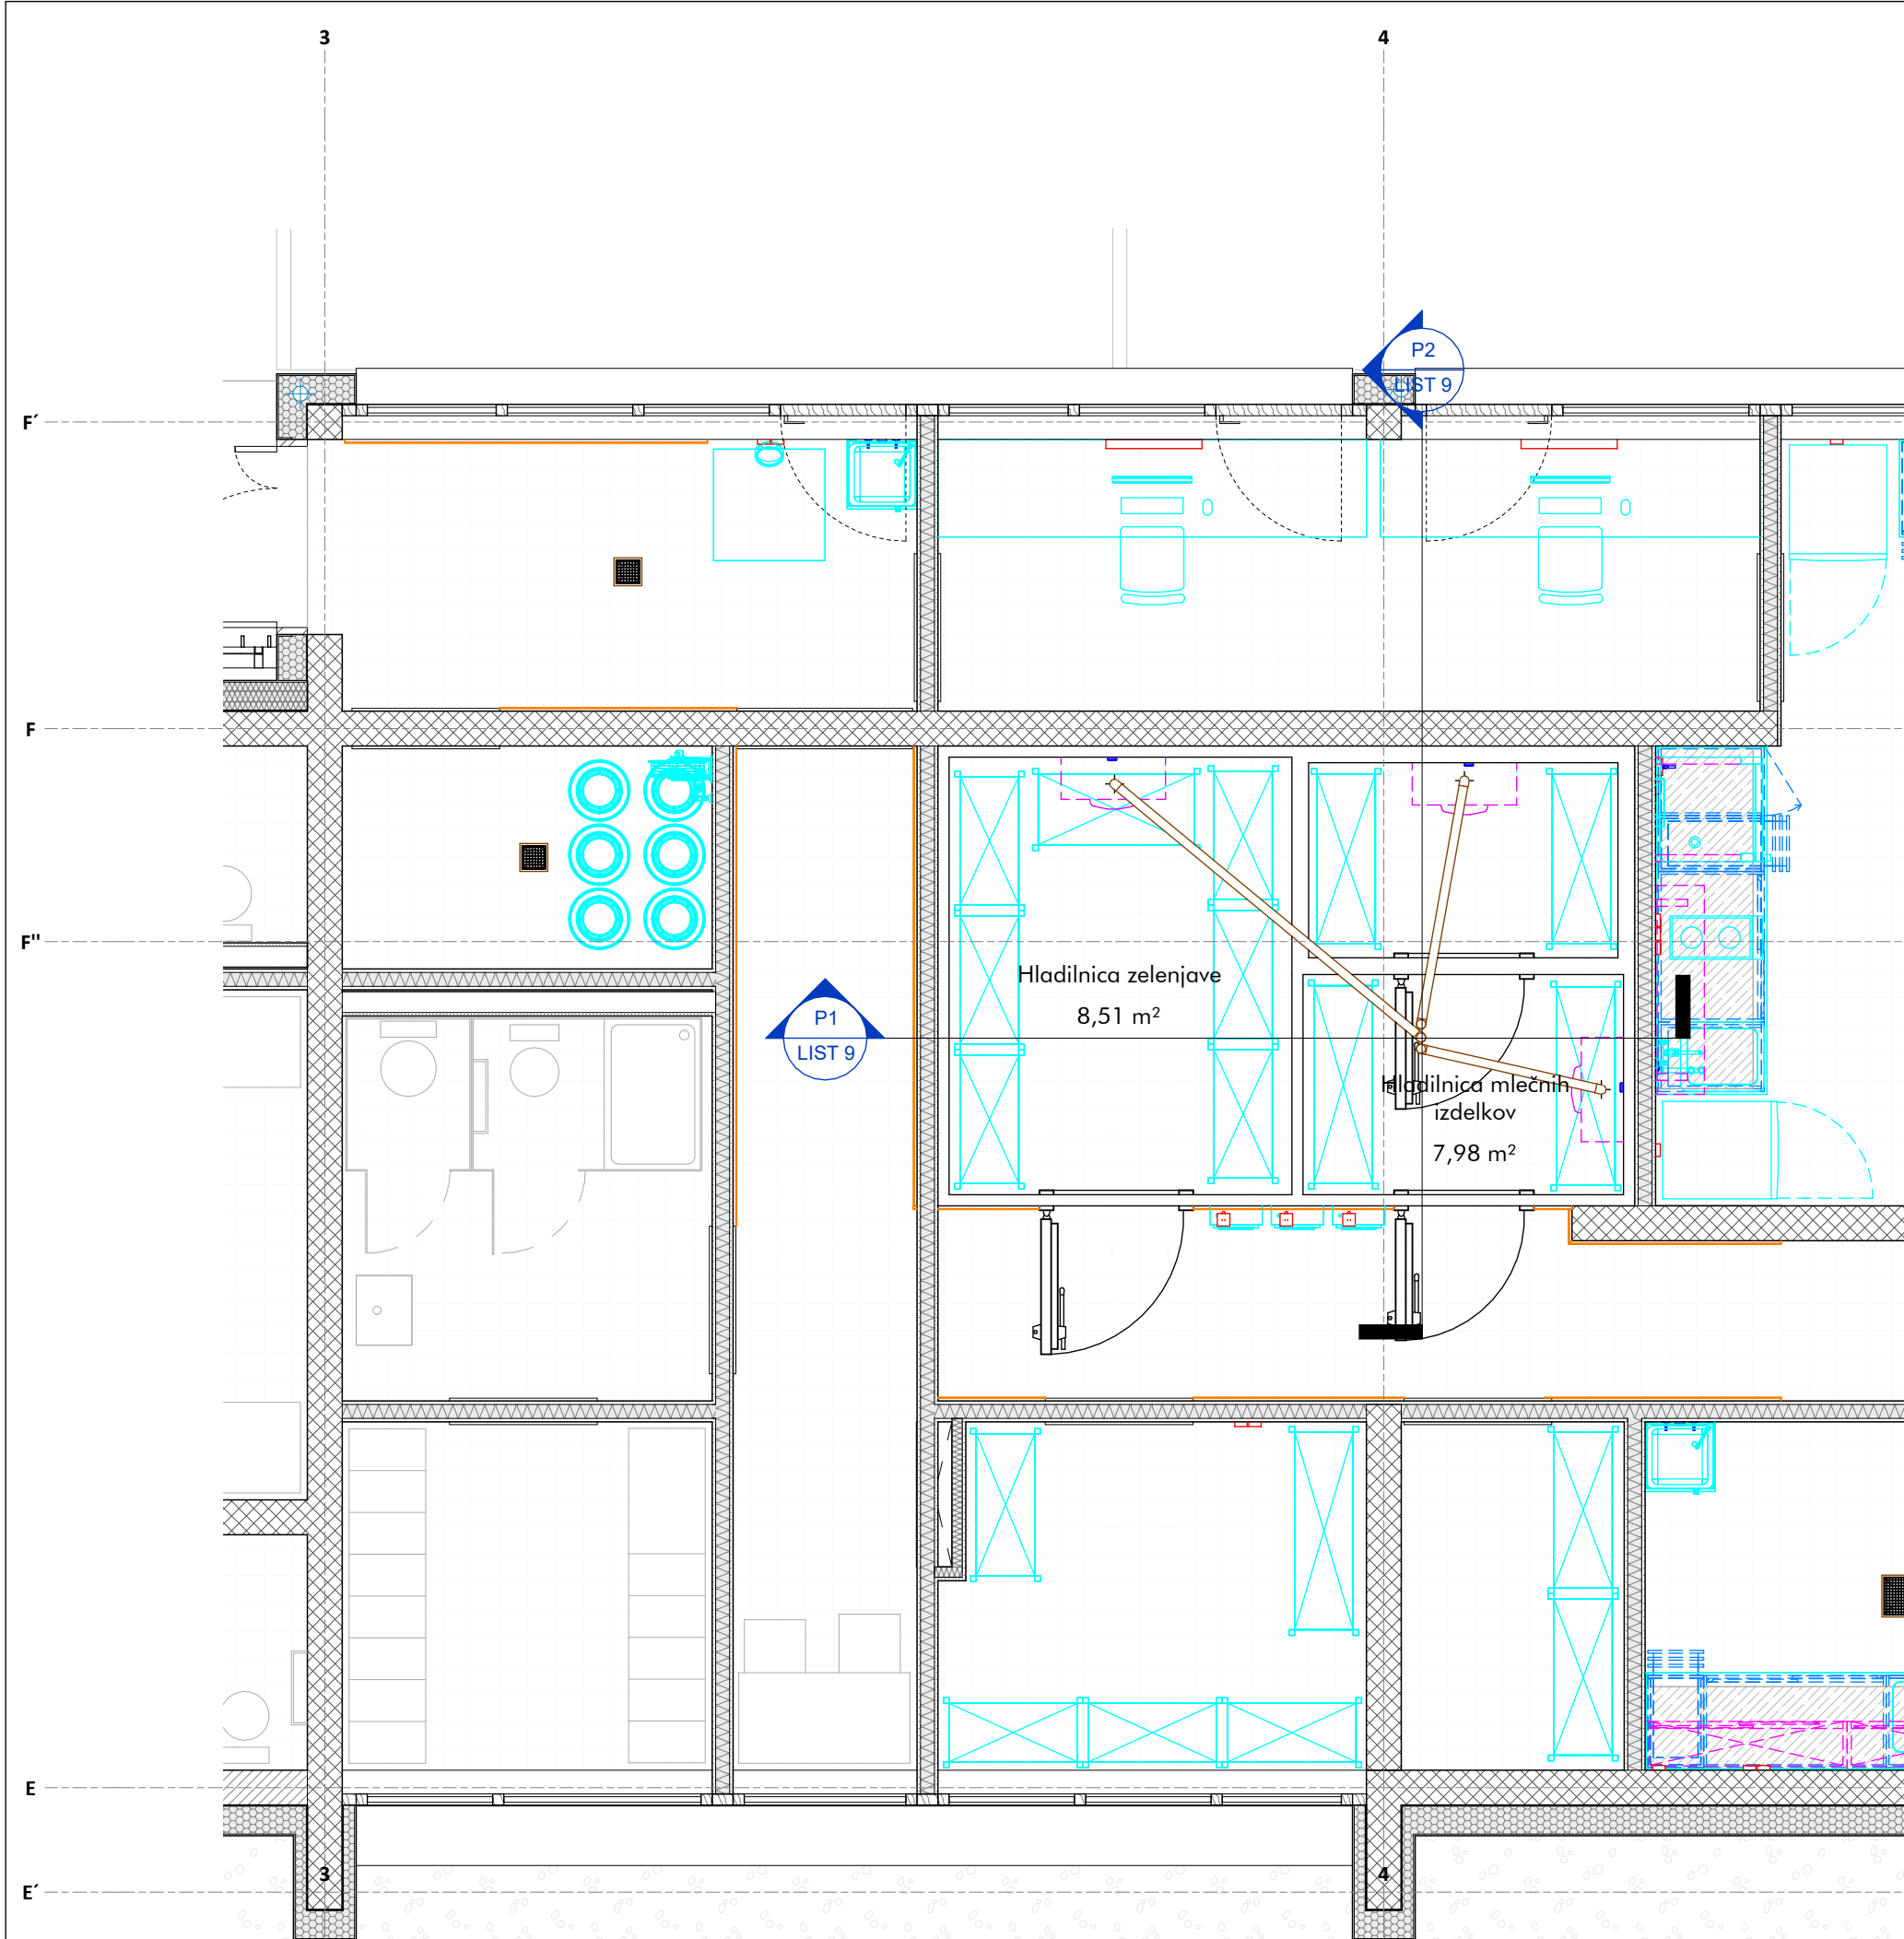 3
4
P2
LIST 9
F´
F
F"
Hladilnica zelenjave
8,51 m²
P1
LIST 9
Hladilnica mlečnih
izdelkov
7,98 m²
E
3
4
E´